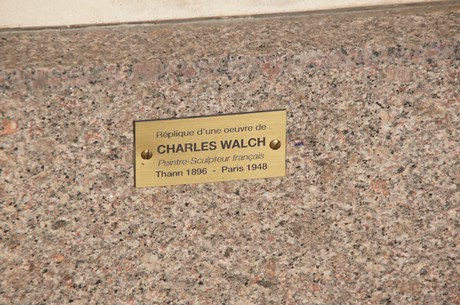 Réplique d'une oeuvre de
CHARLES WALCH
Peintre-Sculpteur français
Thann 1896 - Paris 1948